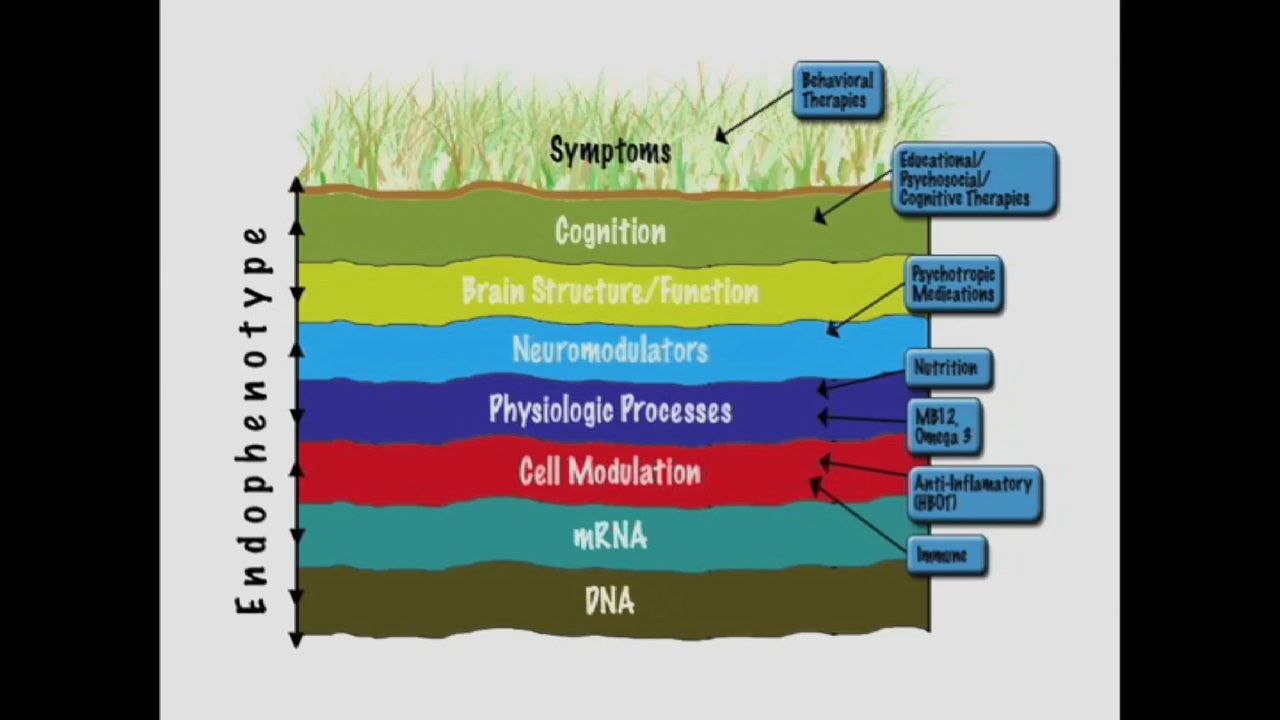 Behavioral
Therapies
Symptoms
Educational/
Psychosocial/
Cognitive Therapies
Cognition
Psychotropic
Medications
Brain Structure/Function
Neuromodulators
Nutrition
Physiologic Processes
MB12,
Omega 3
Cell Modulation
Anti-Inflamatory
(HBOT)
mRNA
Immune
DNA
Endophenotype